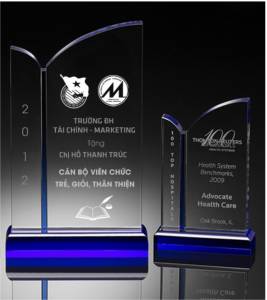 2012
TRƯỜNG ĐH
TÀI CHÍNH - MARKETING
Tặng
Chị HỒ THANH TRÚC
CÁN BỘ VIÊN CHỨC
TRẺ, GIỎI, THÂN THIỆN
100 TOP HOSPITALS
100
THOMSON REUTERS
Health System
Benchmarks,
2009
Advocate
Health Care
Oak Brook, IL